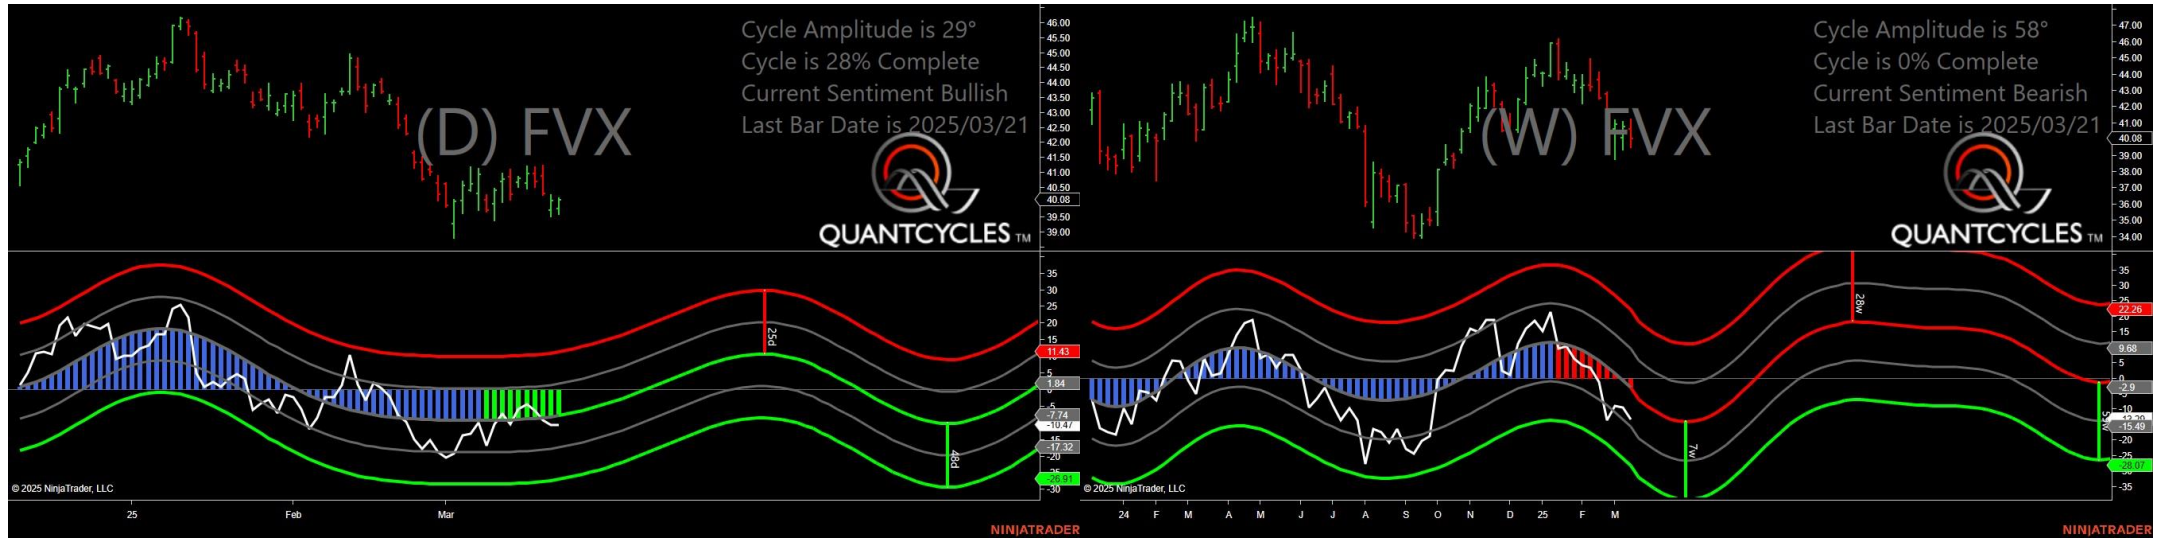 Cycle Amplitude is 29°
Cycle is 28% Complete
Current Sentiment Bullish
Last Bar Date is 2025/03/21
(D) FVX
QUANTCYCLES TM
46.00
45.50
45.00
44.50
44.00
43.50
43.00
42.50
42.00
41.50
41.00
40.50
40.08
39.50
39.00
35
30
25
20
15
11.43
5
1.84
-5
-7.74
-10.47
-15
-17.32
-20
-26.91
-30
25d
48d
© 2025 NinjaTrader, LLC
25
Feb
Mar
NINJATRADER
Cycle Amplitude is 58°
Cycle is 0% Complete
Current Sentiment Bearish
Last Bar Date is 2025/03/21
(W) FVX
QUANTCYCLES TM
47.00
46.00
45.00
44.00
43.00
42.00
41.00
40.08
39.00
38.00
37.00
36.00
35.00
34.00
35
30
25
22.26
20
15
9.68
5
0
-2.9
-5
-10
-15.49
-20
-25
-28.07
-35
28w
7w
© 2025 NinjaTrader, LLC
24
F
M
A
M
J
J
A
S
O
N
D
25
F
M
NINJATRADER